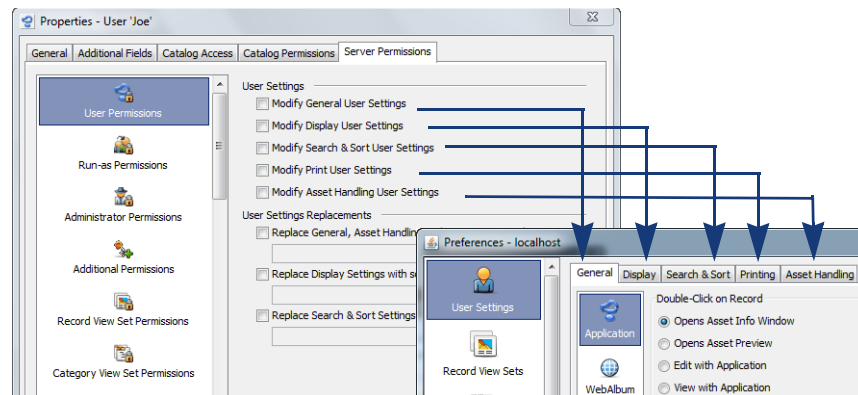 Properties - User 'Joe'
General
Additional Fields
Catalog Access
Catalog Permissions
Server Permissions
User Permissions
Run-as Permissions
Administrator Permissions
Additional Permissions
Record View Set Permissions
Category View Set Permissions
User Settings
Modify General User Settings
Modify Display User Settings
Modify Search & Sort User Settings
Modify Print User Settings
Modify Asset Handling User Settings
User Settings Replacements
Replace General, Asset Handling
Replace Display Settings with
Replace Search & Sort Settings
Preferences - localhost
User Settings
Record View Sets
General
Display
Search & Sort
Printing
Asset Handling
Application
WebAlbum
Double-Click on Record
Opens Asset Info Window
Opens Asset Preview
Edit with Application
View with Application